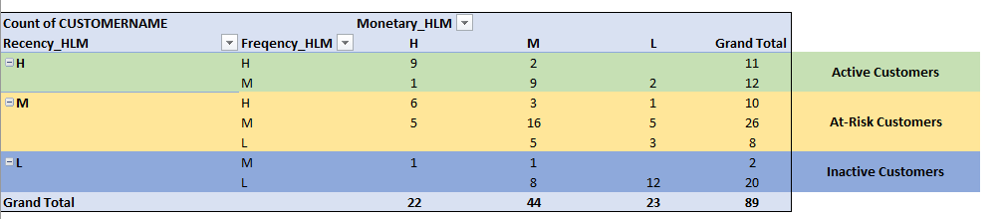 Count of CUSTOMERNAME Monetary_HLM
Recency_HLM Freqency_HLM H M L Grand Total
H H 9 2 11
M 1 9 2 12
Active Customers
M H 6 3 1 10
M 5 16 5 26
At-Risk Customers
L 5 3 8
L M 1 1 2
L 8 12 20
Inactive Customers
Grand Total 22 44 23 89